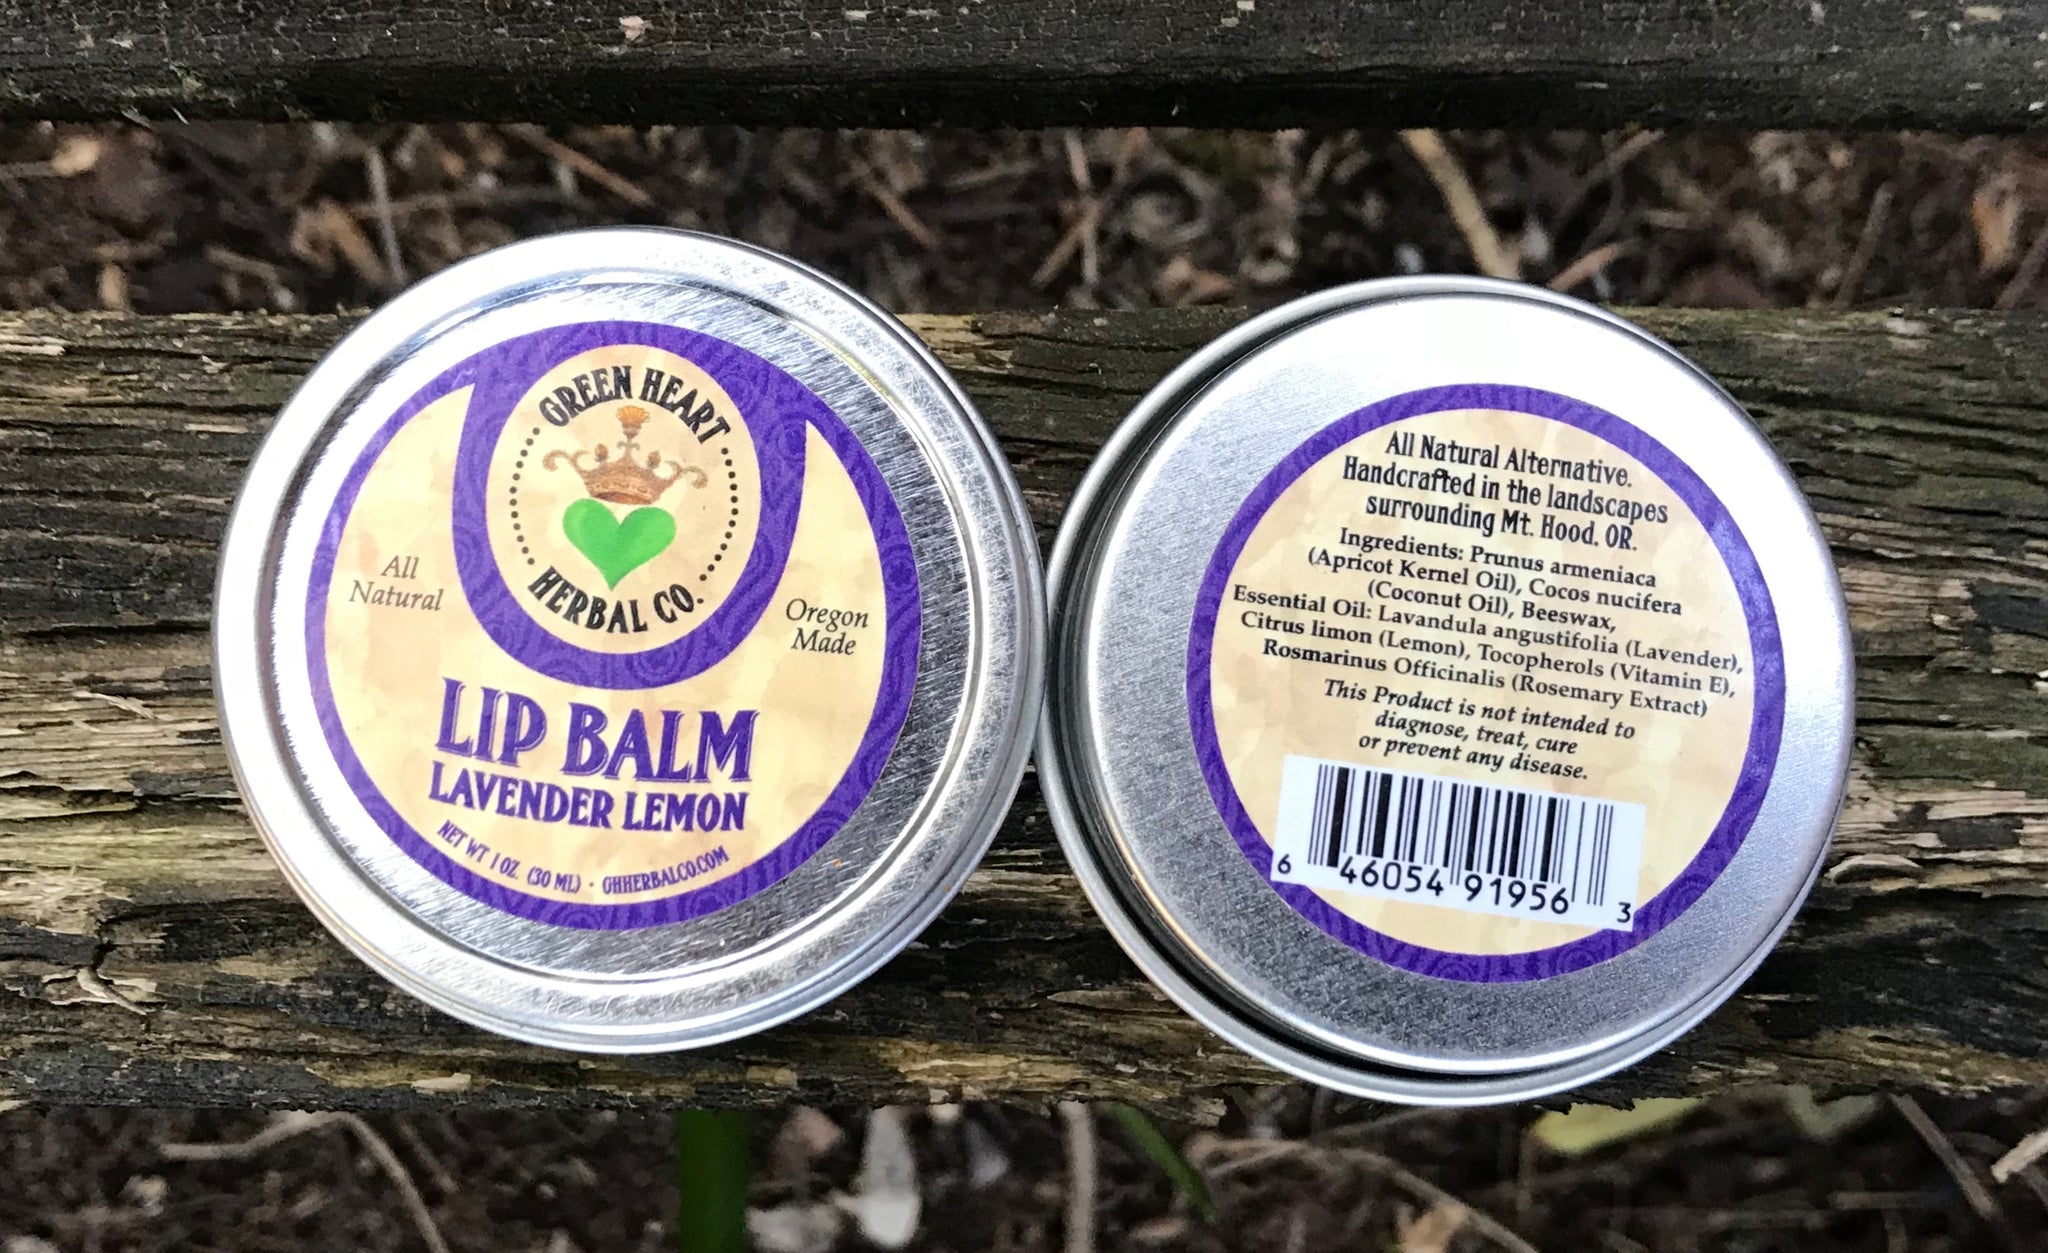 GREEN HEART
HERBAL CO.
All
Natural
Oregon
Made
LIP BALM
LAVENDER LEMON
NET WT 1 OZ. (30 ML) • GHHERBALCO.COM
All Natural Alternative.
Handcrafted in the landscapes
surrounding Mt. Hood. OR.
Ingredients: Prunus armeniaca
(Apricot Kernel Oil), Cocos nucifera
(Coconut Oil), Beeswax,
Essential Oil: Lavandula angustifolia (Lavender),
Citrus limon (Lemon), Tocopherols (Vitamin E),
Rosmarinus Officinalis (Rosemary Extract)
This Product is not intended to
diagnose, treat, cure
or prevent any disease.
6 46054 91956 3